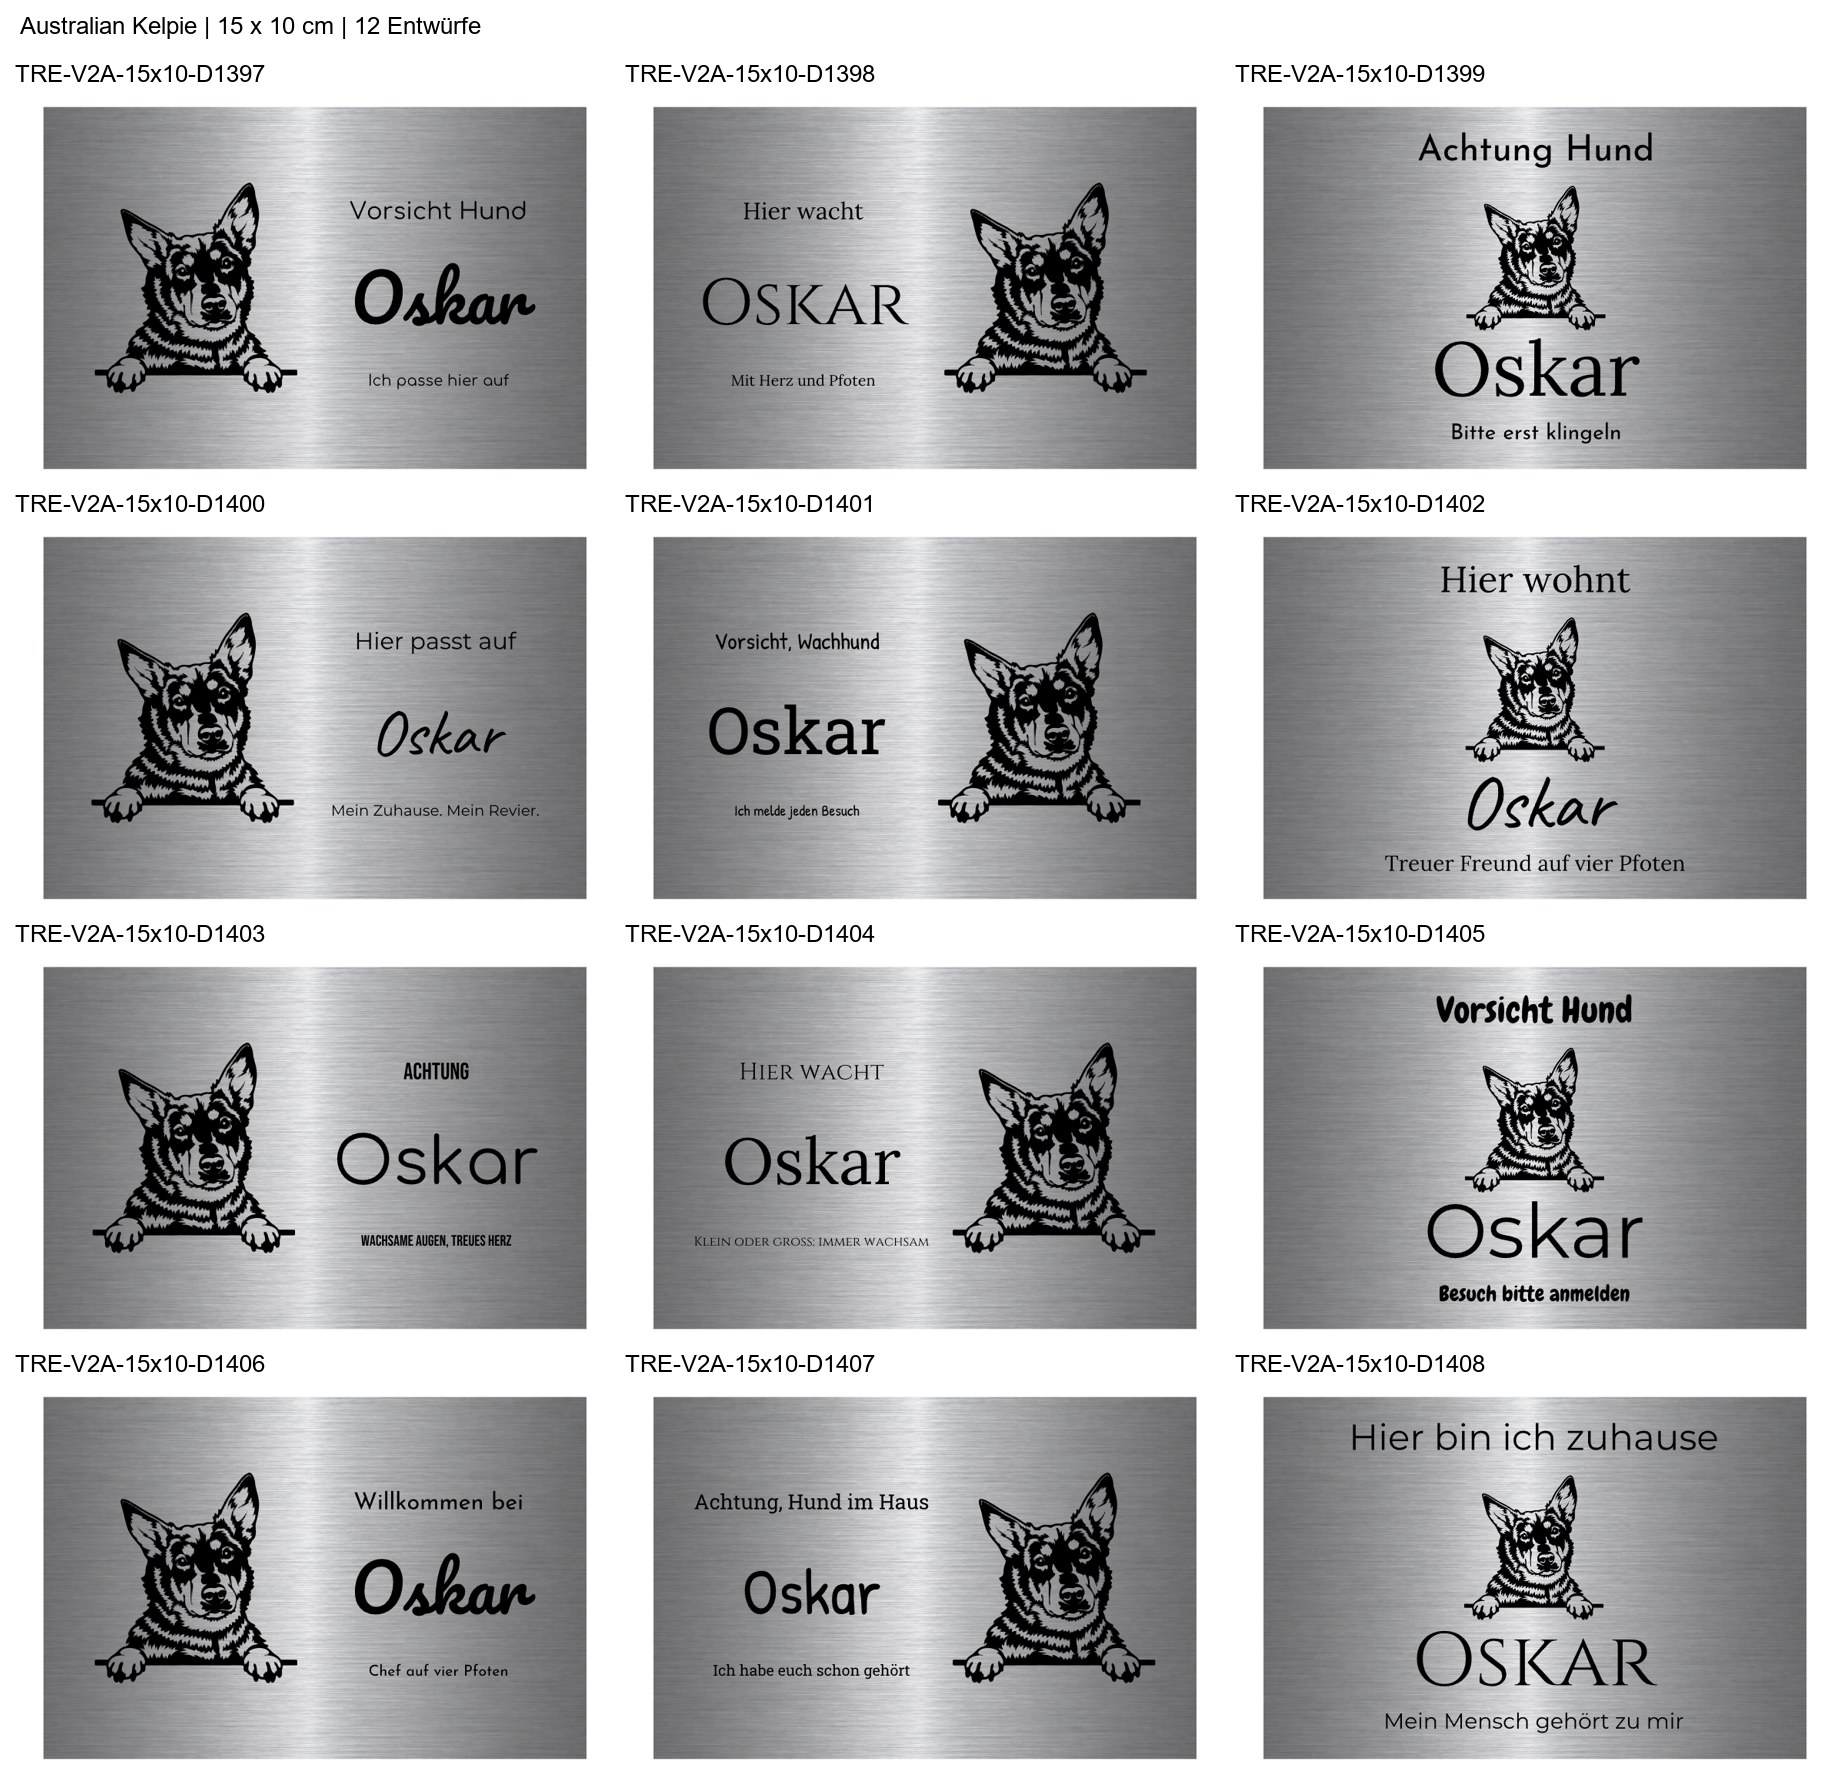 Australian Kelpie | 15 x 10 cm | 12 Entwürfe
TRE-V2A-15x10-D1397
Vorsicht Hund
Oskar
Ich passe hier auf
TRE-V2A-15x10-D1398
Hier wacht
OSKAR
Mit Herz und Pfoten
TRE-V2A-15x10-D1399
Achtung Hund
Oskar
Bitte erst klingeln
TRE-V2A-15x10-D1400
Hier passt auf
Oskar
Mein Zuhause. Mein Revier.
TRE-V2A-15x10-D1401
Vorsicht, Wachhund
Oskar
Ich melde jeden Besuch
TRE-V2A-15x10-D1402
Hier wohnt
Oskar
Treuer Freund auf vier Pfoten
TRE-V2A-15x10-D1403
ACHTUNG
Oskar
WACHSAME AUGEN, TREUES HERZ
TRE-V2A-15x10-D1404
HIER WACHT
Oskar
KLEIN ODER GROSS: IMMER WACHSAM
TRE-V2A-15x10-D1405
Vorsicht Hund
Oskar
Besuch bitte anmelden
TRE-V2A-15x10-D1406
Willkommen bei
Oskar
Chef auf vier Pfoten
TRE-V2A-15x10-D1407
Achtung, Hund im Haus
Oskar
Ich habe euch schon gehört
TRE-V2A-15x10-D1408
Hier bin ich zuhause
OSKAR
Mein Mensch gehört zu mir